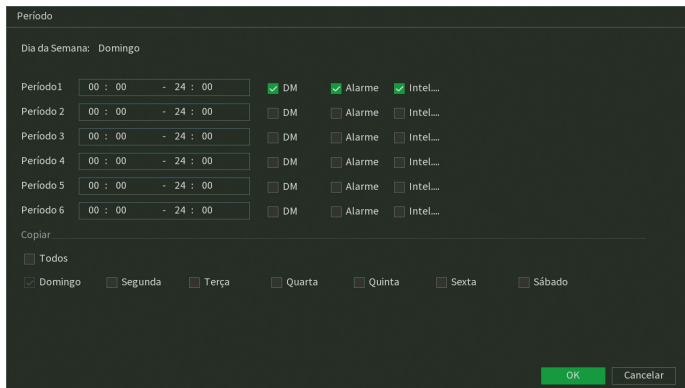 Período
Dia da Semana: Domingo
Período1 00 : 00 - 24 : 00 DM Alarme Intel....
Período 2 00 : 00 - 24 : 00 DM Alarme Intel....
Período 3 00 : 00 - 24 : 00 DM Alarme Intel....
Período 4 00 : 00 - 24 : 00 DM Alarme Intel....
Período 5 00 : 00 - 24 : 00 DM Alarme Intel....
Período 6 00 : 00 - 24 : 00 DM Alarme Intel....
Copiar
Todos
Domingo Segunda Terça Quarta Quinta Sexta Sábado
OK Cancelar